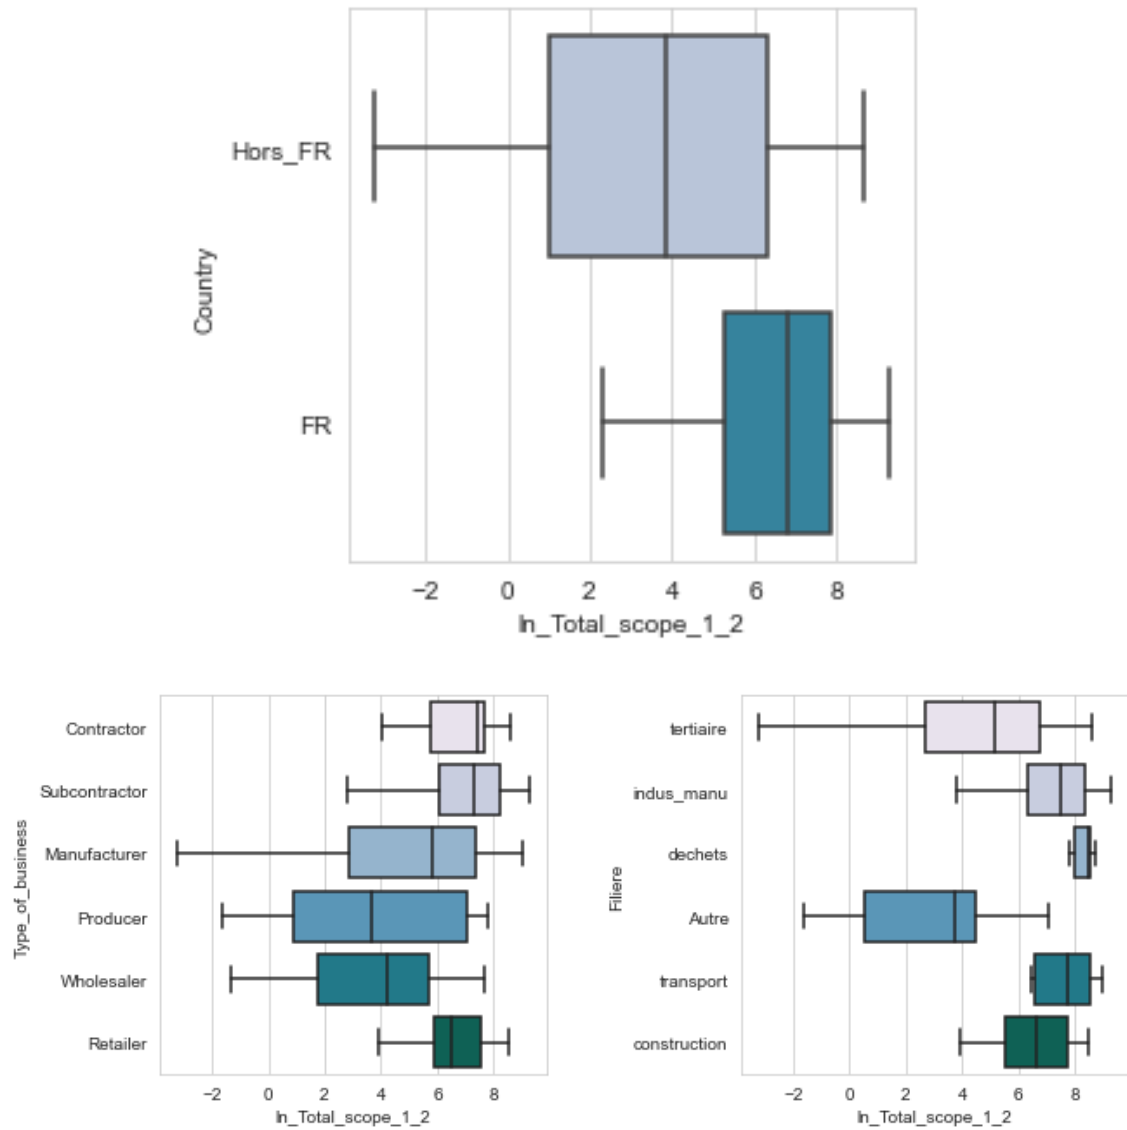 Hors_FR
Country
FR
−2 0 2 4 6 8
ln_Total_scope_1_2
Contractor
Subcontractor
Manufacturer
Type_of_business
Producer
Wholesaler
Retailer
−2 0 2 4 6 8
ln_Total_scope_1_2
tertiaire
indus_manu
dechets
Filiere
Autre
transport
construction
−2 0 2 4 6 8
ln_Total_scope_1_2